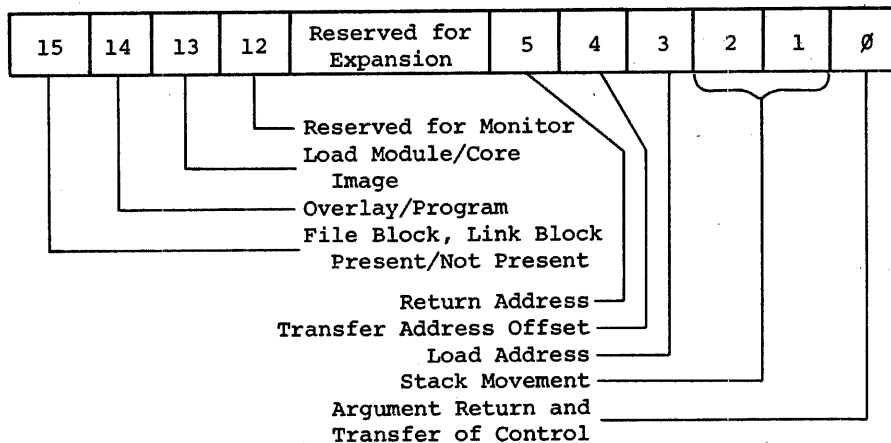 15 14 13 12 Reserved for Expansion 5 4 3 2 1 Ø
Reserved for Monitor
Load Module/Core
Image
Overlay/Program
File Block, Link Block
Present/Not Present
Return Address
Transfer Address Offset
Load Address
Stack Movement
Argument Return and
Transfer of Control